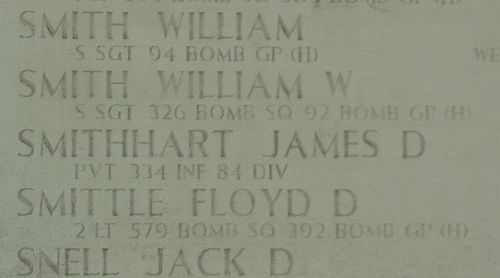 SMITH WILLIAM
S SGT 94 BOMB GP (H)
WE
SMITH WILLIAM W
S SGT 326 BOMB SQ 92 BOMB GP (H)
SMITHHART JAMES D
PVT 334 INF 84 DIV
SMITTLE FLOYD D
2 LT 579 BOMB SQ 392 BOMB GP (H)
SNELL JACK D